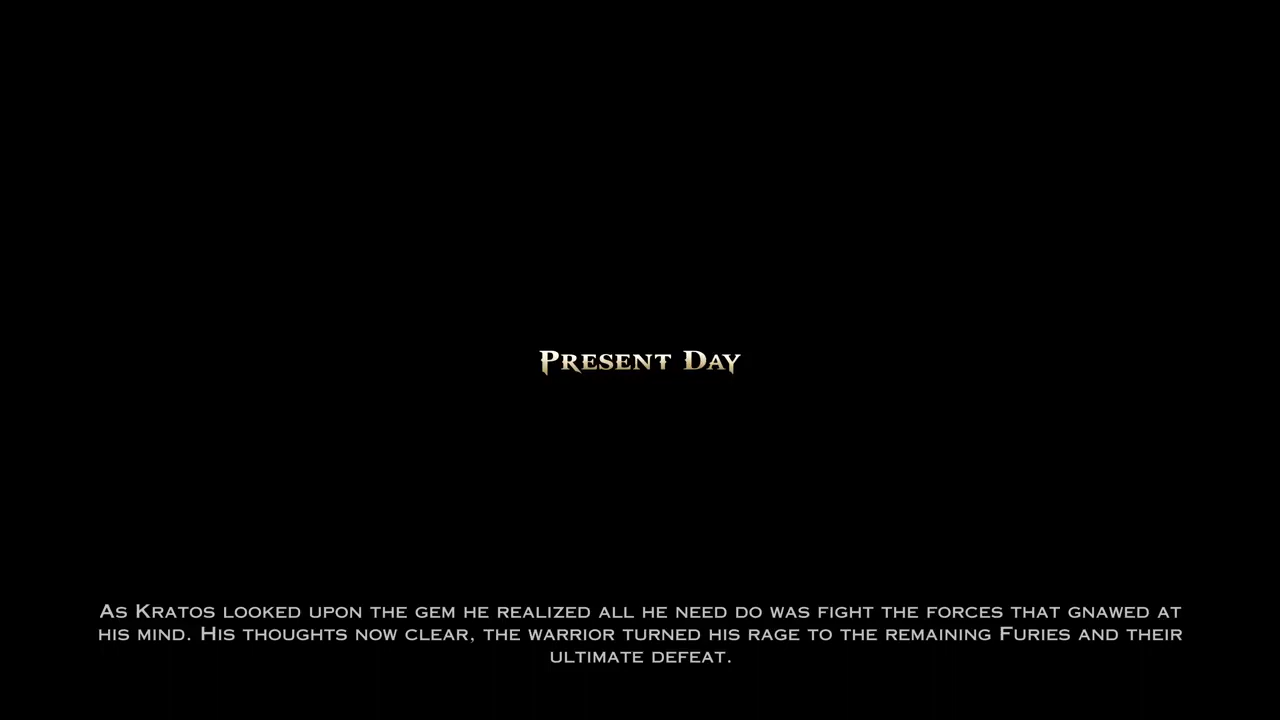 Present Day
As Kratos looked upon the gem he realized all he need do was fight the forces that gnawed at
his mind. His thoughts now clear, the warrior turned his rage to the remaining Furies and their
ultimate defeat.